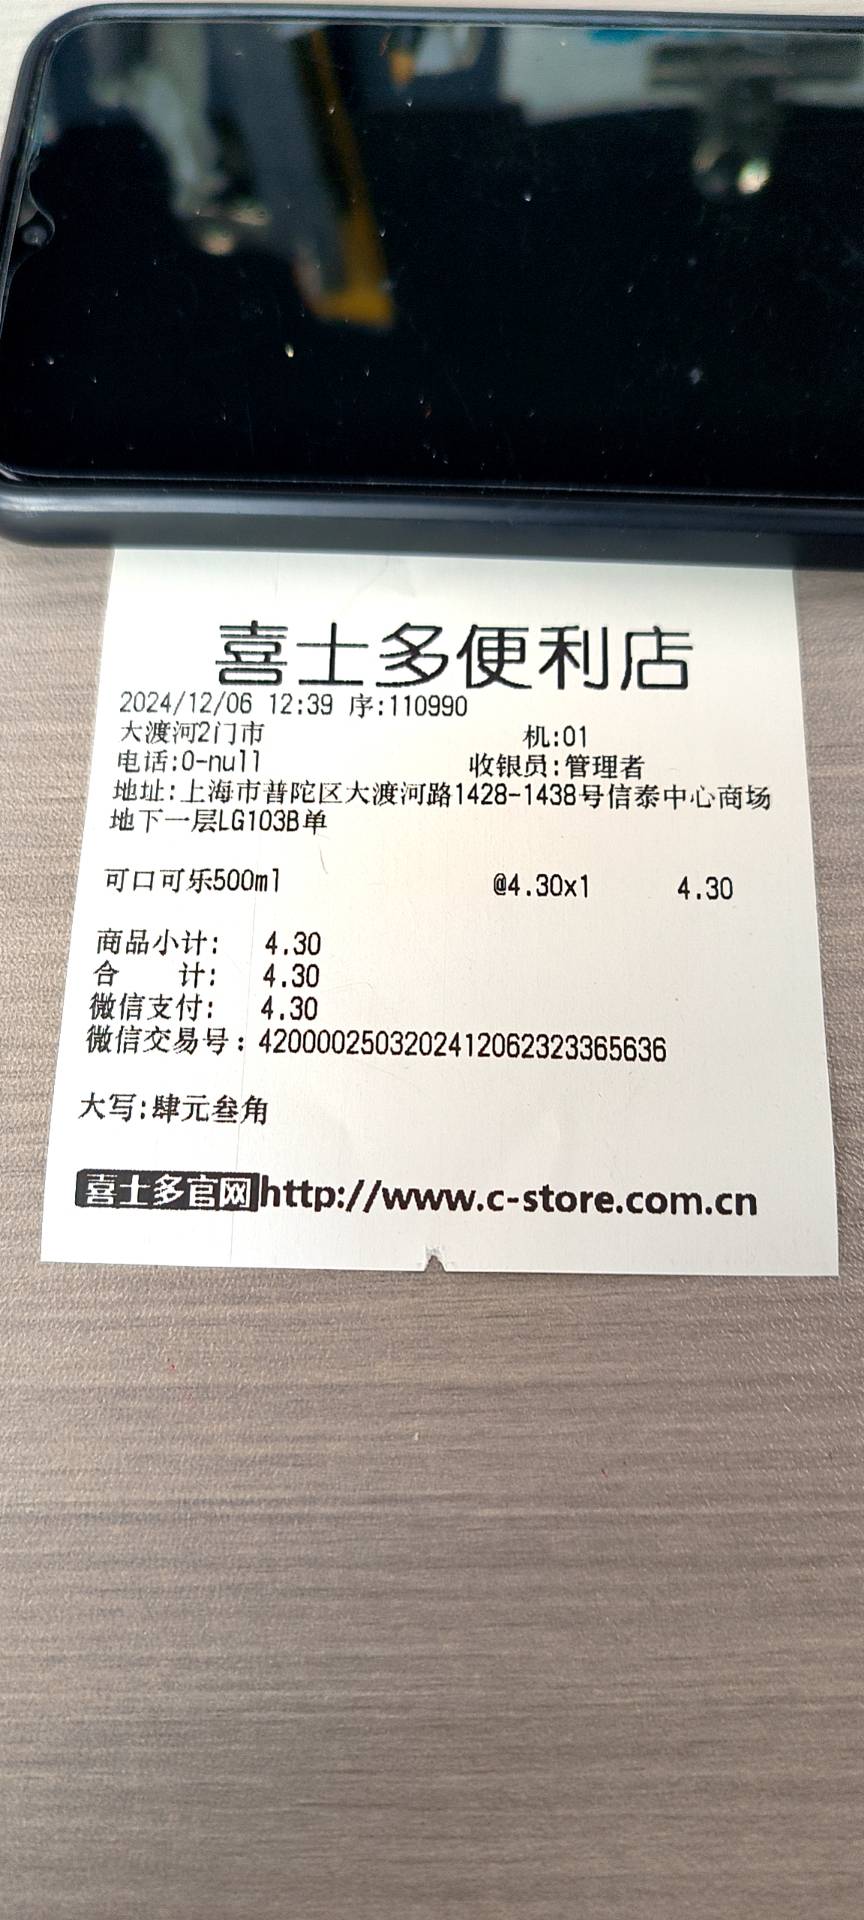 喜士多便利店
2024/12/06 12:39 序:110990
大渡河2门市 机:01
电话:0-null 收银员:管理者
地址:上海市普陀区大渡河路1428-1438号信泰中心商场
地下一层LG103B单
可口可乐500ml @4.30x1 4.30
商品小计: 4.30
合 计: 4.30
微信支付: 4.30
微信交易号:4200002503202412062323365636
大写:肆元叁角
喜士多官网http://www.c-store.com.cn